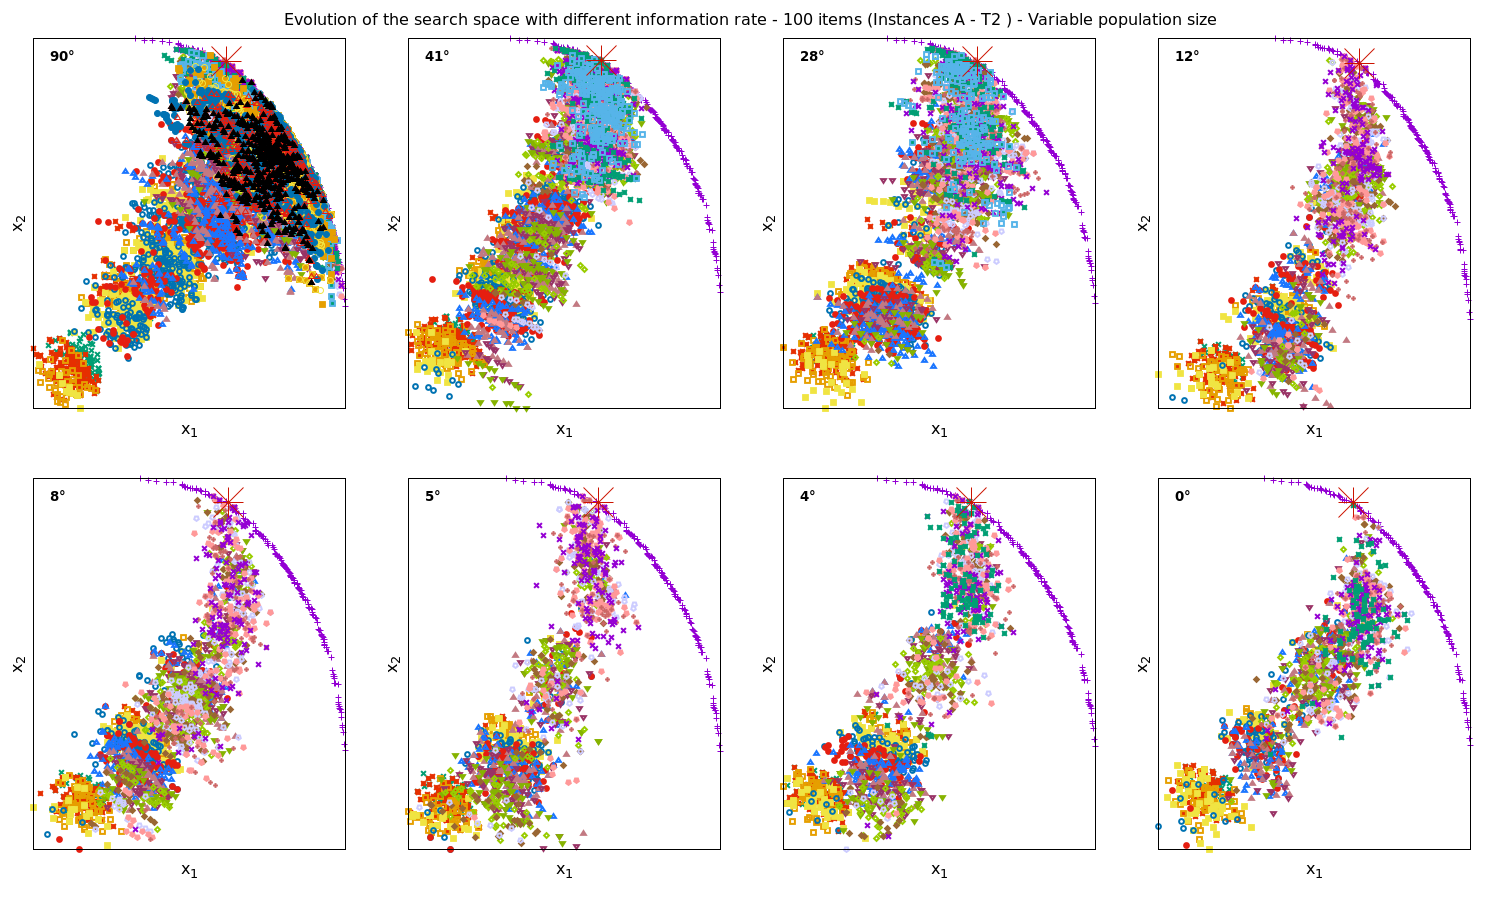 Evolution of the search space with different information rate - 100 items (Instances A - T2 ) - Variable population size
90°
41°
28°
12°
x2
x2
x2
x2
x1
x1
x1
x1
8°
5°
4°
0°
x2
x2
x2
x2
x1
x1
x1
x1